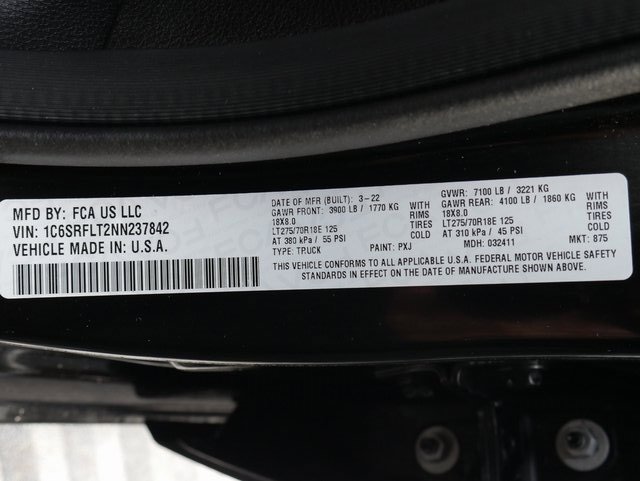 MFD BY: FCA US LLC
VIN: 1C6SRFLT2NN237842
VEHICLE MADE IN U.S.A.
DATE OF MFR (BUILT): 3-22
GAWR FRONT: 3900 LB / 1770 KG WITH
18X8.0 RIMS
LT275/70R18E 125 TIRES
AT 380 kPa / 55 PSI COLD
TYPE: TRUCK PAINT: PXJ
GVWR: 7100 LB / 3221 KG
GAWR REAR: 4100 LB / 1860 KG WITH
18X8.0 RIMS
LT275/70R18E 125 TIRES
AT 310 kPa / 45 PSI COLD
MDH: 032411 MKT: 875
THIS VEHICLE CONFORMS TO ALL APPLICABLE U.S.A. FEDERAL MOTOR VEHICLE SAFETY
STANDARDS IN EFFECT ON THE DATE OF MANUFACTURE SHOWN ABOVE.